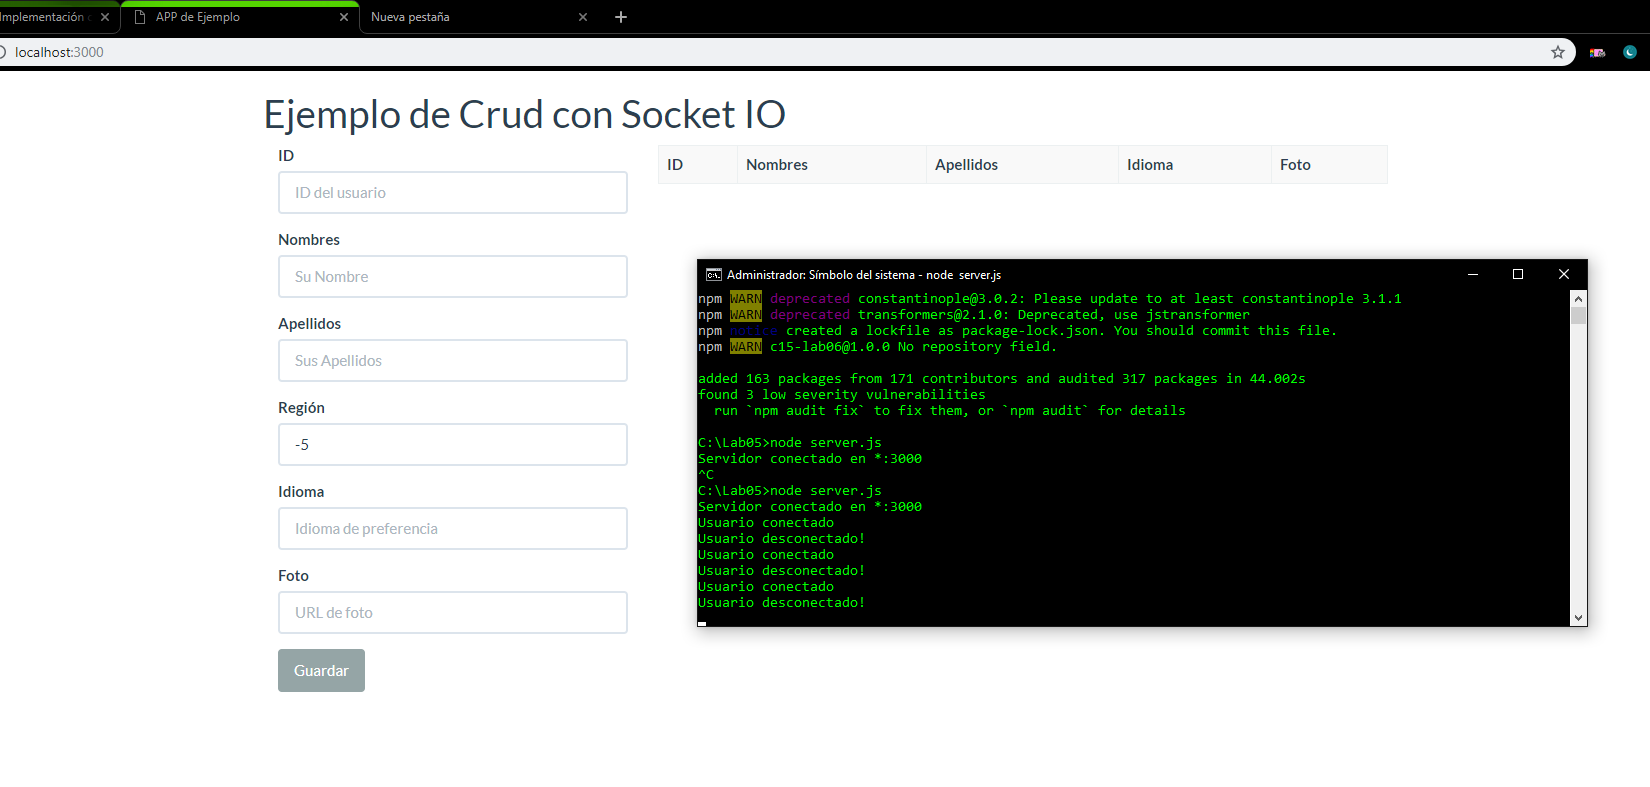 Implementación
APP de Ejemplo
Nueva pestaña
localhost:3000
Ejemplo de Crud con Socket IO
ID
ID del usuario
Nombres
Su Nombre
Apellidos
Sus Apellidos
Región
-5
Idioma
Idioma de preferencia
Foto
URL de foto
Guardar
ID Nombres Apellidos Idioma Foto
Administrador: Símbolo del sistema - node server.js
npm WARN deprecated constantinople@3.0.2: Please update to at least constantinople 3.1.1
npm WARN deprecated transformers@2.1.0: Deprecated, use jstransformer
npm notice created a lockfile as package-lock.json. You should commit this file.
npm WARN c15-lab06@1.0.0 No repository field.
added 163 packages from 171 contributors and audited 317 packages in 44.002s
found 3 low severity vulnerabilities
run `npm audit fix` to fix them, or `npm audit` for details
C:\Lab05>node server.js
Servidor conectado en *:3000
^C
C:\Lab05>node server.js
Servidor conectado en *:3000
Usuario conectado
Usuario desconectado!
Usuario conectado
Usuario desconectado!
Usuario conectado
Usuario desconectado!